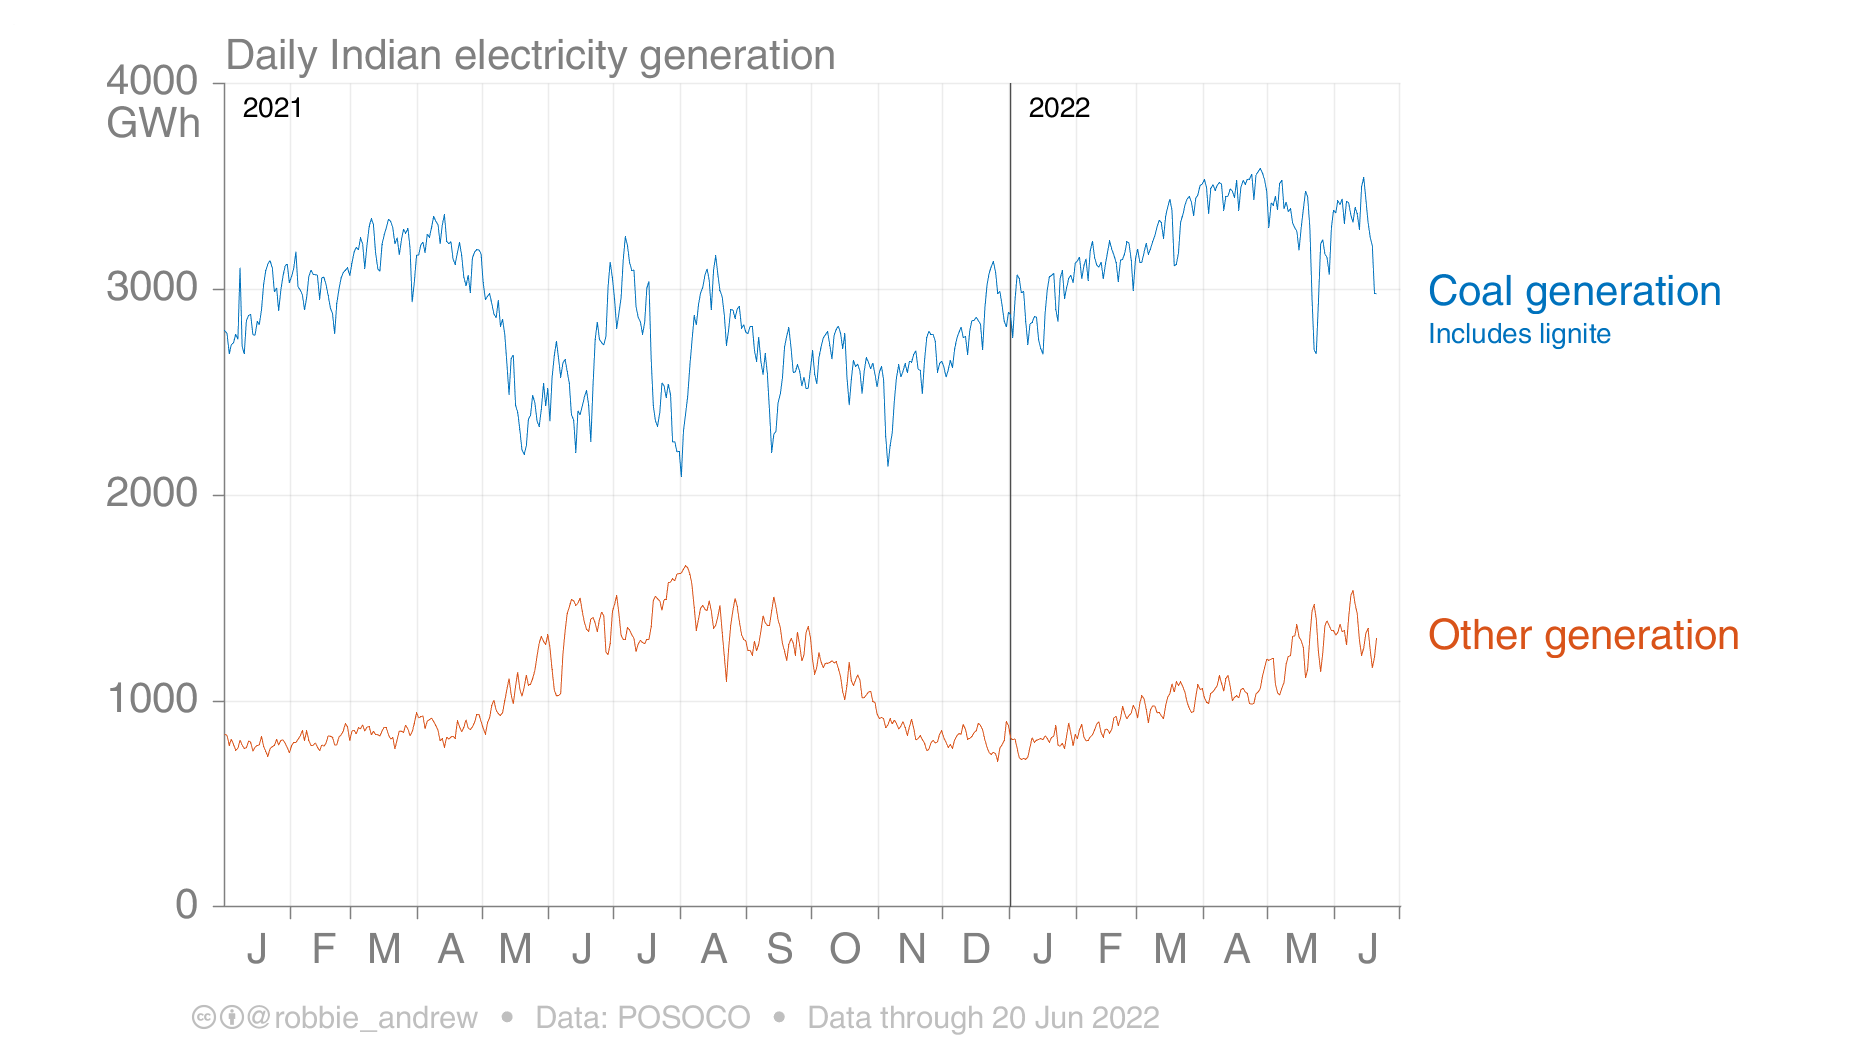 Daily Indian electricity generation
4000
GWh
2021
2022
3000
Coal generation
Includes lignite
2000
Other generation
1000
0
J F M A M J J A S O N D J F M A M J
cc @robbie_andrew • Data: POSOCO • Data through 20 Jun 2022